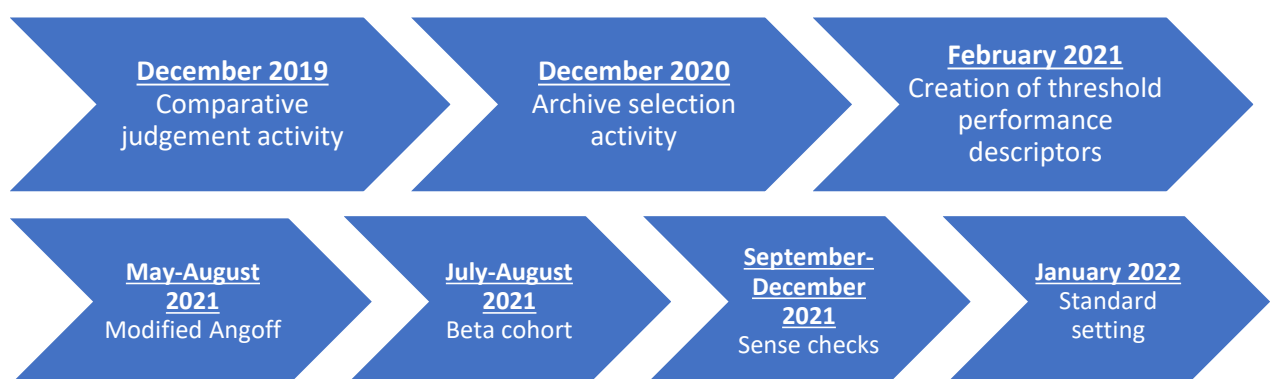 December 2019
Comparative
judgement activity
December 2020
Archive selection
activity
February 2021
Creation of threshold
performance
descriptors
May-August
2021
Modified Angoff
July-August
2021
Beta cohort
September-
December
2021
Sense checks
January 2022
Standard
setting